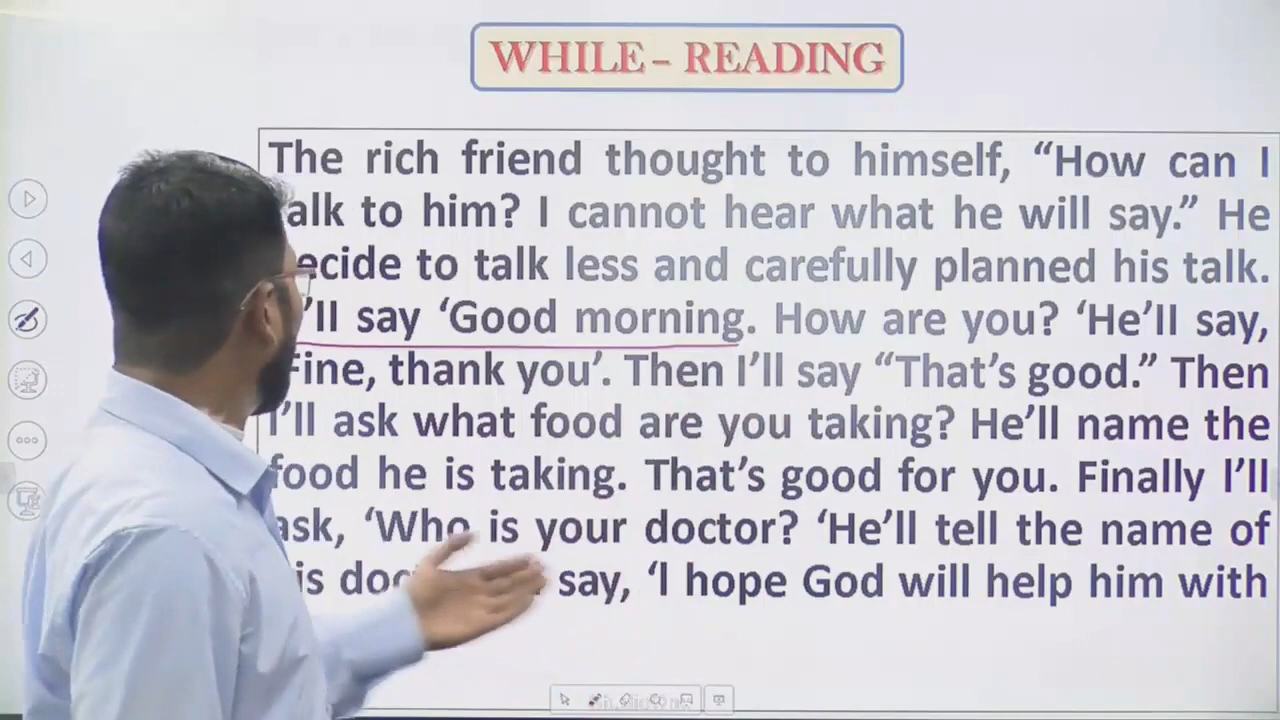 WHILE – READING
The rich friend thought to himself, “How can I
alk to him? I cannot hear what he will say.” He
ecide to talk less and carefully planned his talk.
’ll say ‘Good morning. How are you? ‘He’ll say,
Fine, thank you’. Then I’ll say “That’s good.” Then
I’ll ask what food are you taking? He’ll name the
food he is taking. That’s good for you. Finally I’ll
ask, ‘Who is your doctor? ‘He’ll tell the name of
is say, ‘I hope God will help him with